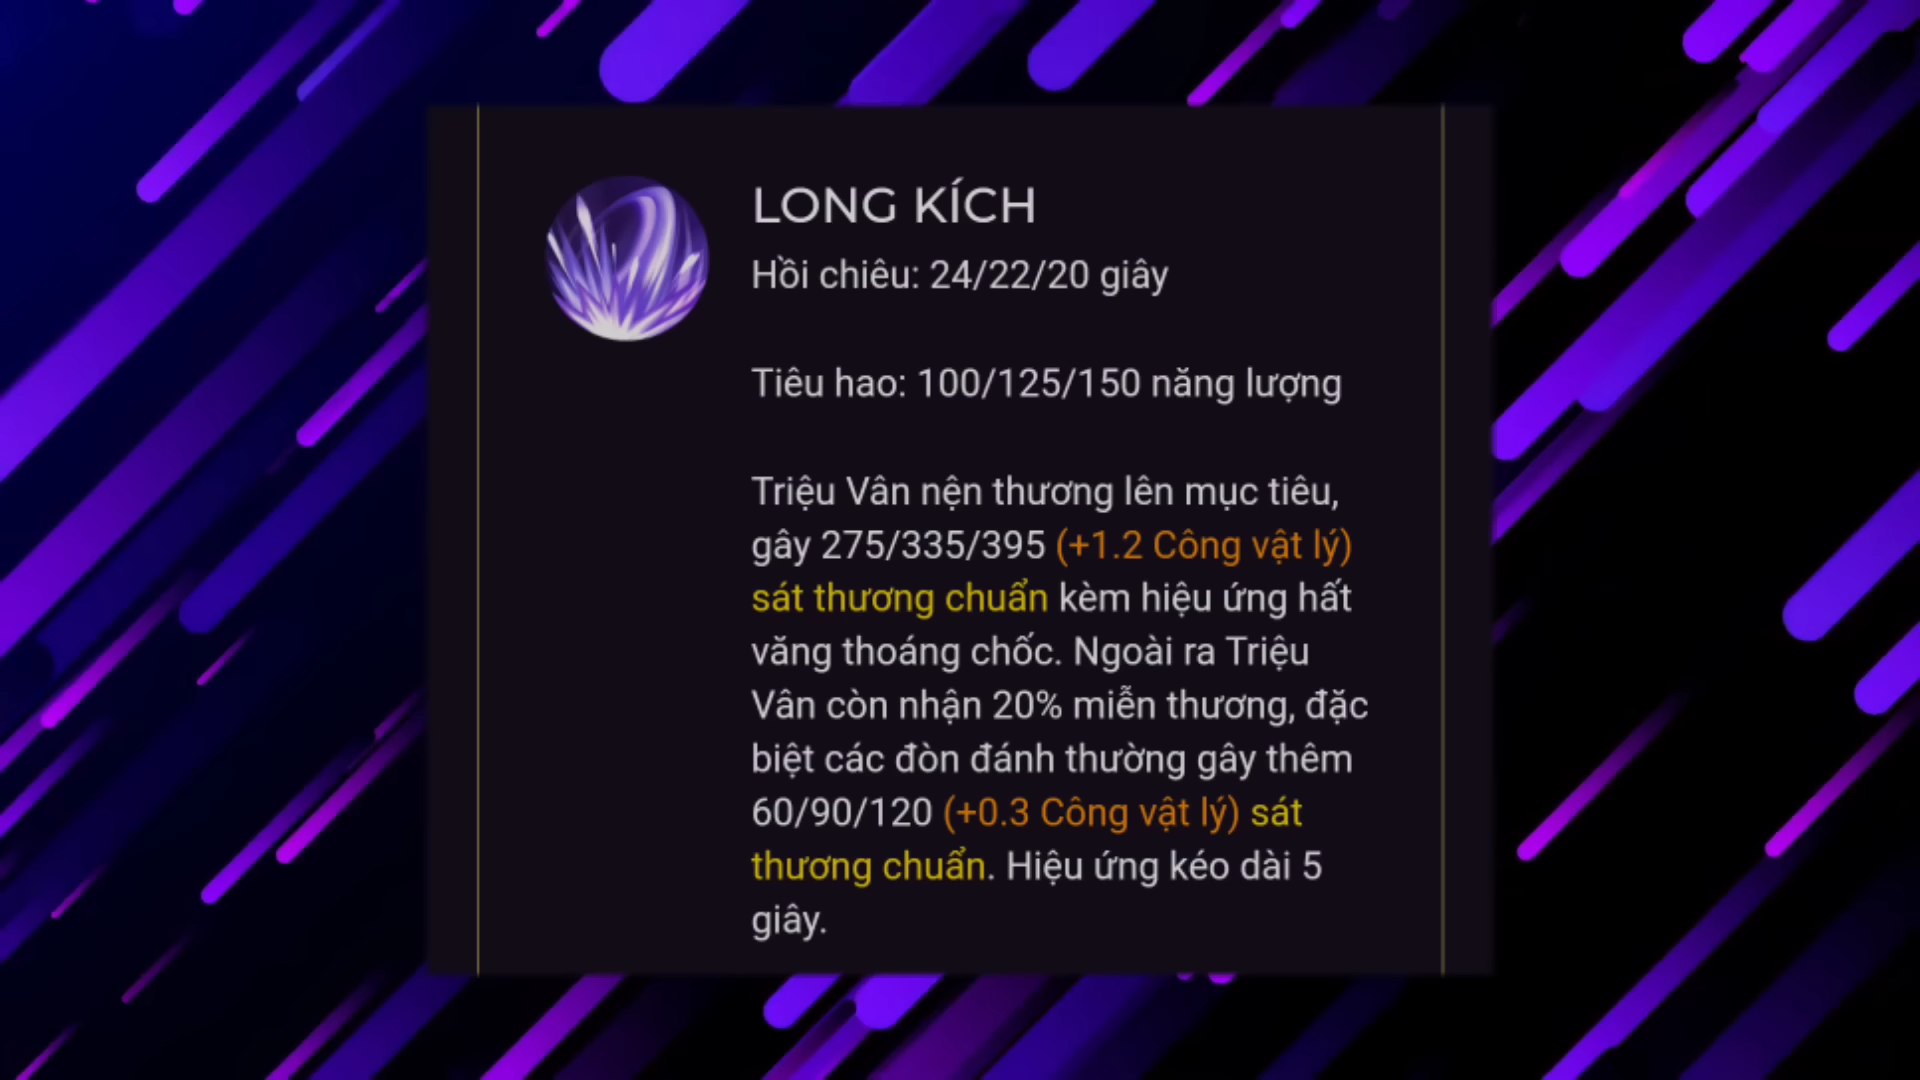 LONG KÍCH
Hồi chiêu: 24/22/20 giây
Tiêu hao: 100/125/150 năng lượng
Triệu Vân nện thương lên mục tiêu,
gây 275/335/395 (+1.2 Công vật lý)
sát thương chuẩn kèm hiệu ứng hất
văng thoáng chốc. Ngoài ra Triệu
Vân còn nhận 20% miễn thương, đặc
biệt các đòn đánh thường gây thêm
60/90/120 (+0.3 Công vật lý) sát
thương chuẩn. Hiệu ứng kéo dài 5
giây.